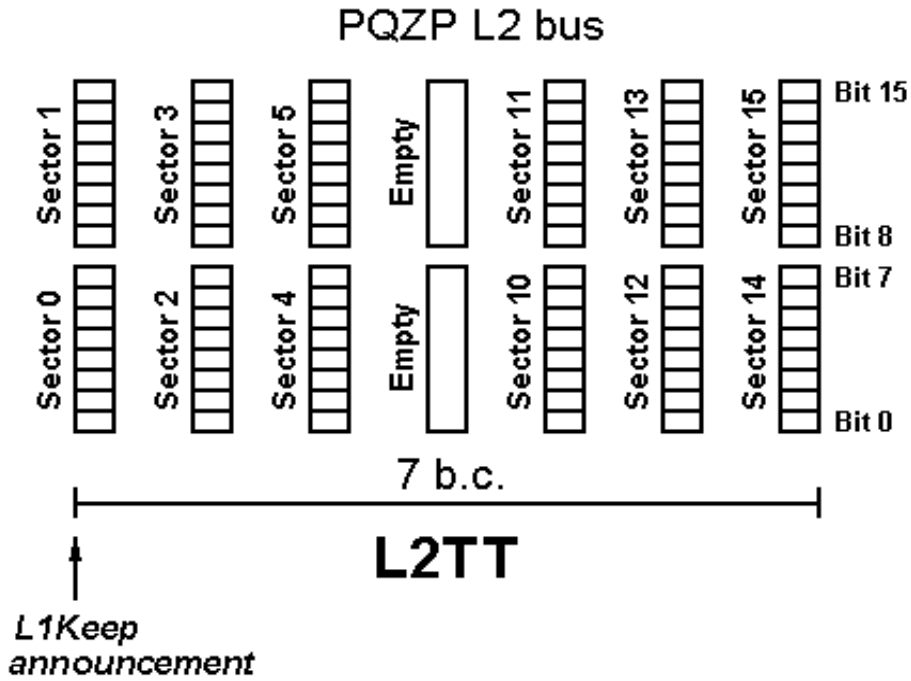 PQZP L2 bus
Sector 1
Sector 3
Sector 5
Empty
Sector 11
Sector 13
Sector 15
Bit 15
Bit 8
Sector 0
Sector 2
Sector 4
Empty
Sector 10
Sector 12
Sector 14
Bit 7
Bit 0
7 b.c.
L2TT
L1Keep
announcement